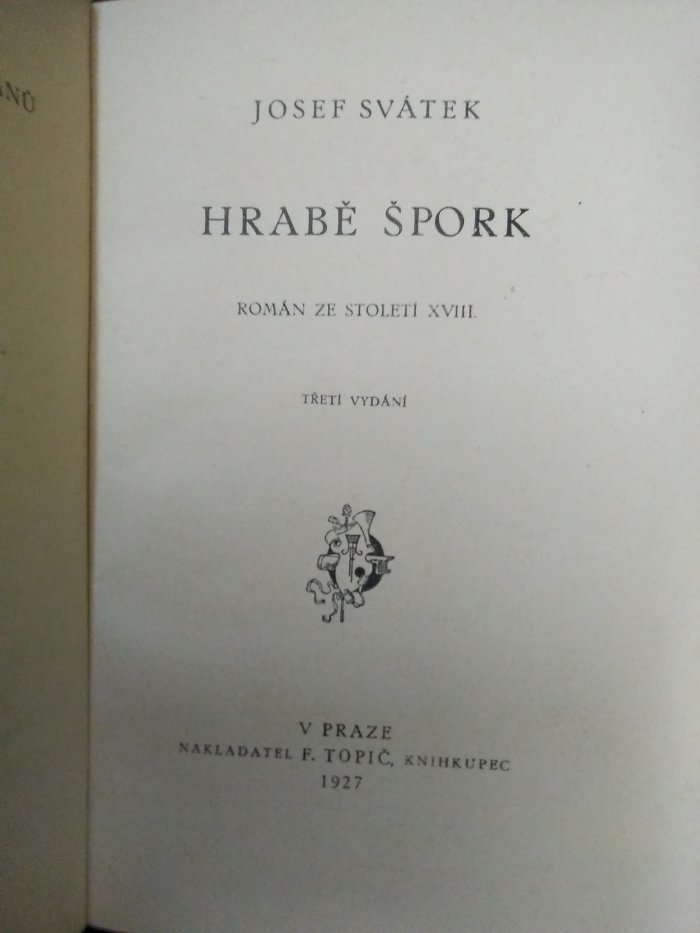 JOSEF SVÁTEK
HRABĚ ŠPORK
ROMÁN ZE STOLETÍ XVIII.
TŘETÍ VYDÁNÍ
V PRAZE
NAKLADATEL F. TOPIČ, KNIHKUPEC
1927